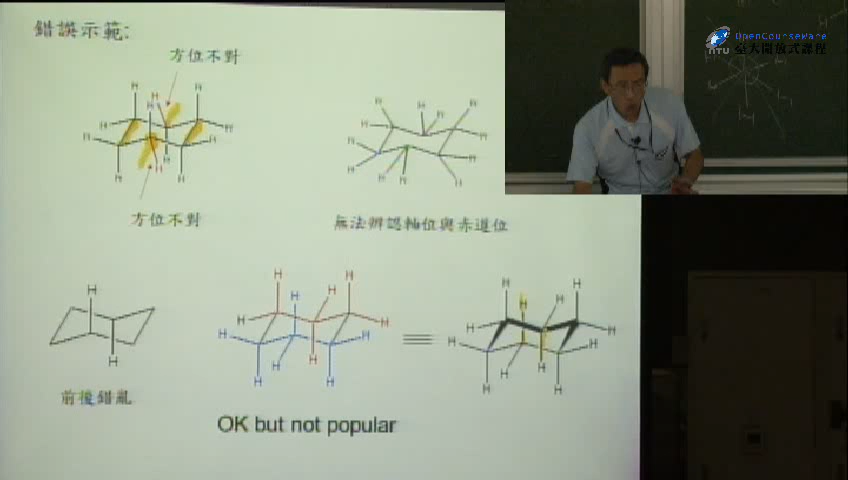 錯誤示範:
方位不對
方位不對
無法辨認軸位與赤道位
前後錯亂
OK but not popular
OpenCourseWare
NTU 臺大開放式課程